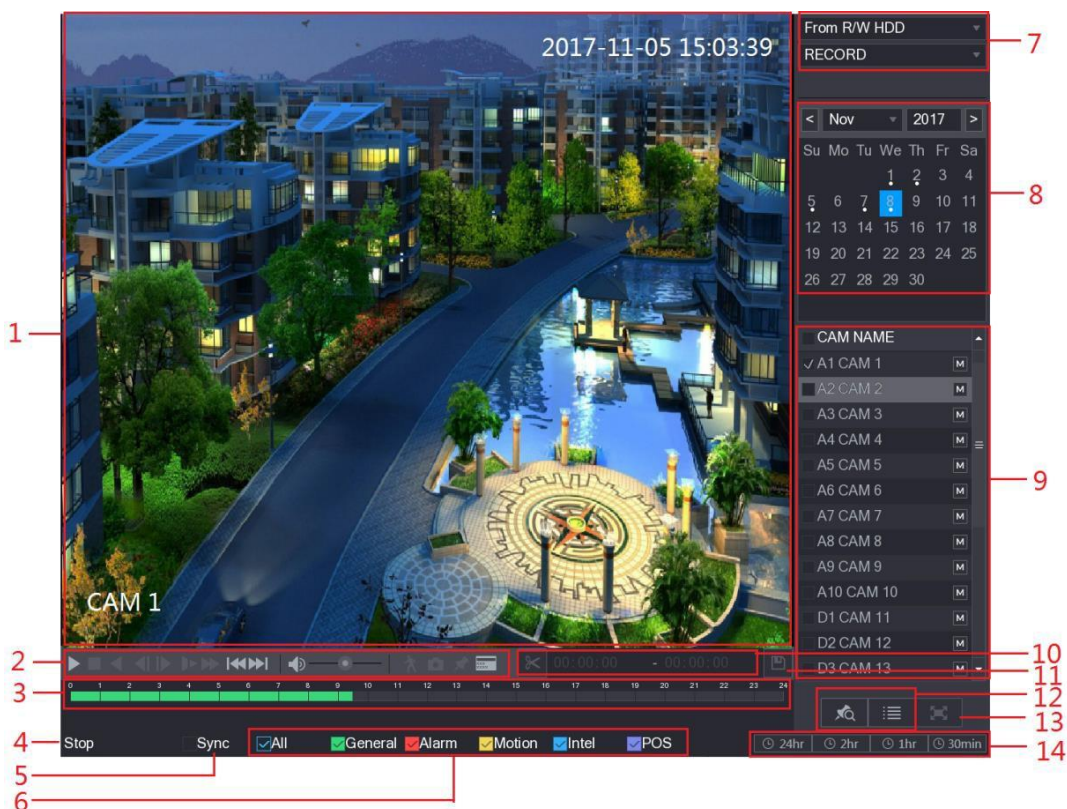 2017-11-05 15:03:39
CAM 1
From R/W HDD
RECORD
< Nov 2017 >
Su Mo Tu We Th Fr Sa
1 2 3 4
5 6 7 8 9 10 11
12 13 14 15 16 17 18
19 20 21 22 23 24 25
26 27 28 29 30
CAM NAME
A1 CAM 1 M
A2 CAM 2 M
A3 CAM 3 M
A4 CAM 4 M
A5 CAM 5 M
A6 CAM 6 M
A7 CAM 7 M
A8 CAM 8 M
A9 CAM 9 M
A10 CAM 10 M
D1 CAM 11 M
D2 CAM 12 M
D3 CAM 13 M
00:00:00 - 00:00:00
0 1 2 3 4 5 6 7 8 9 10 11 12 13 14 15 16 17 18 19 20 21 22 23 24
Stop Sync All General Alarm Motion Intel POS
24hr 2hr 1hr 30min
1
2
3
4
5
6
7
8
9
10
11
12
13
14